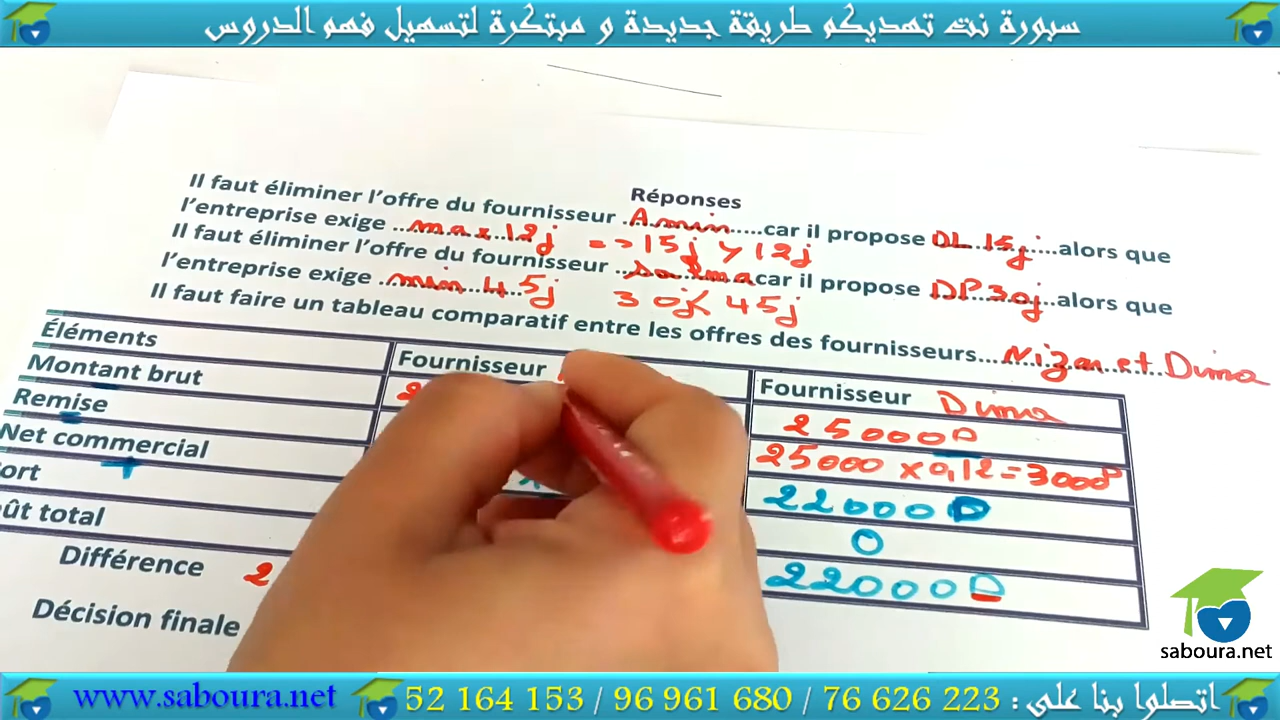 سبورة نت تهديكم طريقة جديدة و مبتكرة لتسهيل فهم الدروس
Réponses
Il faut éliminer l'offre du fournisseur ..Amin.....car il propose DL 15j....alors que
l'entreprise exige ...max 12j => 15j > 12j
Il faut éliminer l'offre du fournisseur ...car il propose DP 30j....alors que
l'entreprise exige ..min 45j 30j < 45j
Il faut faire un tableau comparatif entre les offres des fournisseurs....Nizar et Dima
Éléments Fournisseur Fournisseur Dima
Montant brut 25000D
Remise 25000 x 0,12 = 3000D
Net commercial 22000D
ort 0
oût total 22000D
Différence
Décision finale
saboura.net
www.saboura.net 52 164 153 / 96 961 680 / 76 626 223 : اتصلوا بنا على